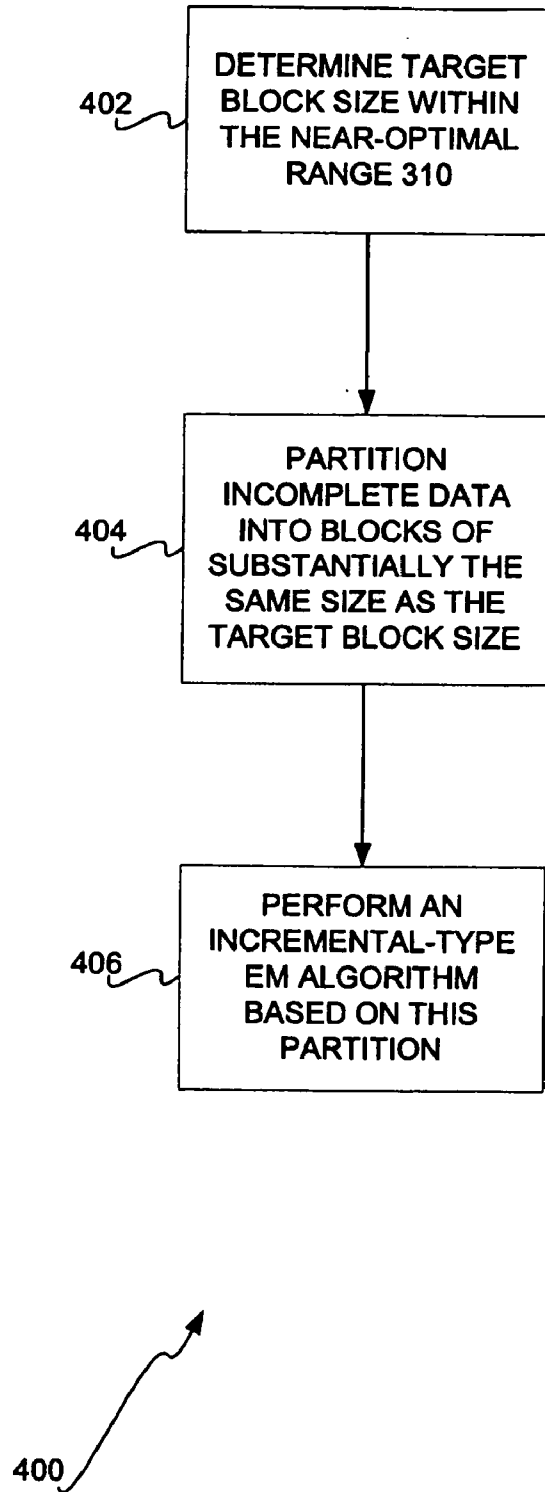 402
DETERMINE TARGET
BLOCK SIZE WITHIN
THE NEAR-OPTIMAL
RANGE 310
404
PARTITION
INCOMPLETE DATA
INTO BLOCKS OF
SUBSTANTIALLY THE
SAME SIZE AS THE
TARGET BLOCK SIZE
406
PERFORM AN
INCREMENTAL-TYPE
EM ALGORITHM
BASED ON THIS
PARTITION
400